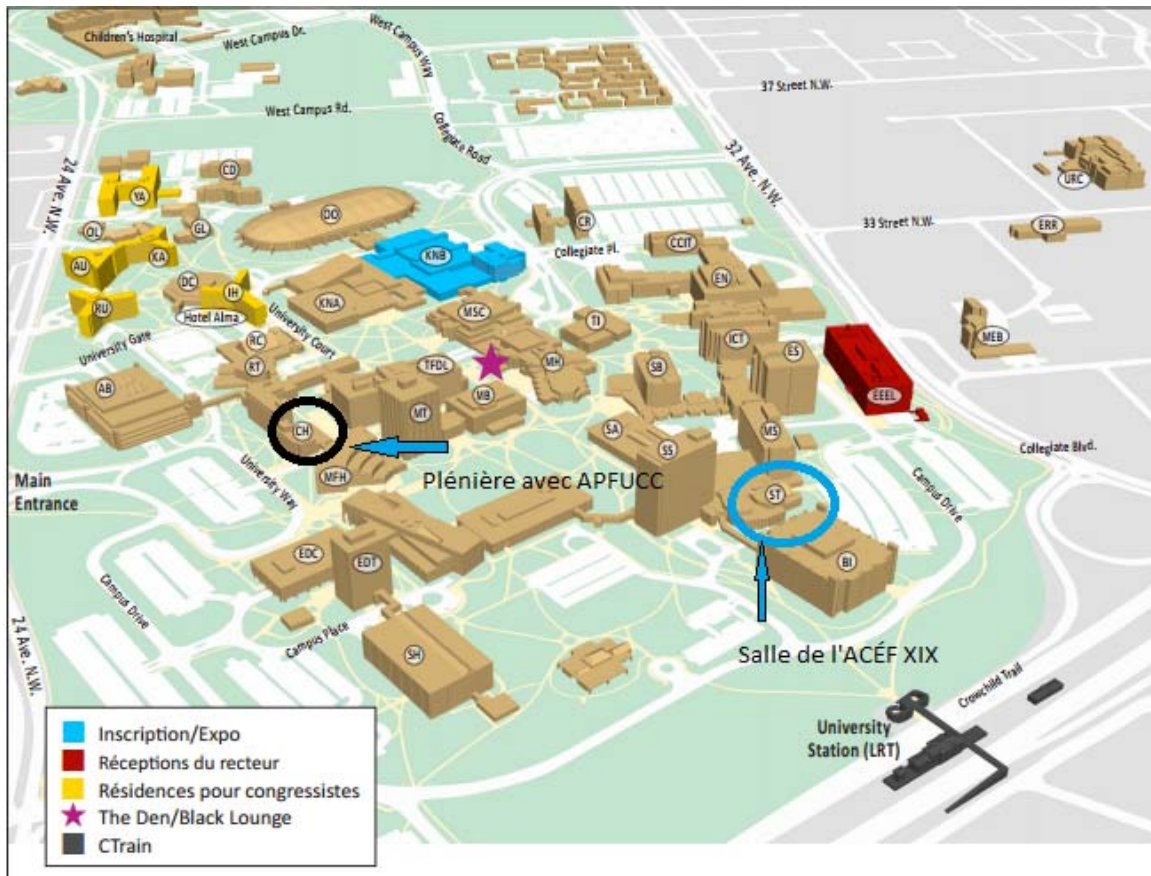 Children's Hospital
West Campus Dr.
West Campus Way
37 Street N.W.
West Campus Rd.
Collegiate Road
24 Ave. N.W.
32 Ave. N.W.
CD
URC
YA
OO
CR
33 Street N.W.
ERR
OL
GL
CCIT
Collegiate Pl.
KA
KNB
AU
EN
DC
IH
KNA
RU
Hotel Alma
MSC
TI
MEB
University Gate
University Court
RC
ICT
ES
RT
TFDL
MH
SB
AB
MB
EEEL
MT
CH
SA
MS
SS
Collegiate Blvd.
MFH
Plénière avec APFUCC
Main
Entrance
University Way
ST
Campus Drive
EDC
EDT
BI
Campus Drive
Campus Place
24 Ave. N.W.
SH
Salle de l'ACÉF XIX
Crowchild Trail
University
Station (LRT)
Inscription/Expo
Réceptions du recteur
Résidences pour congressistes
The Den/Black Lounge
CTrain